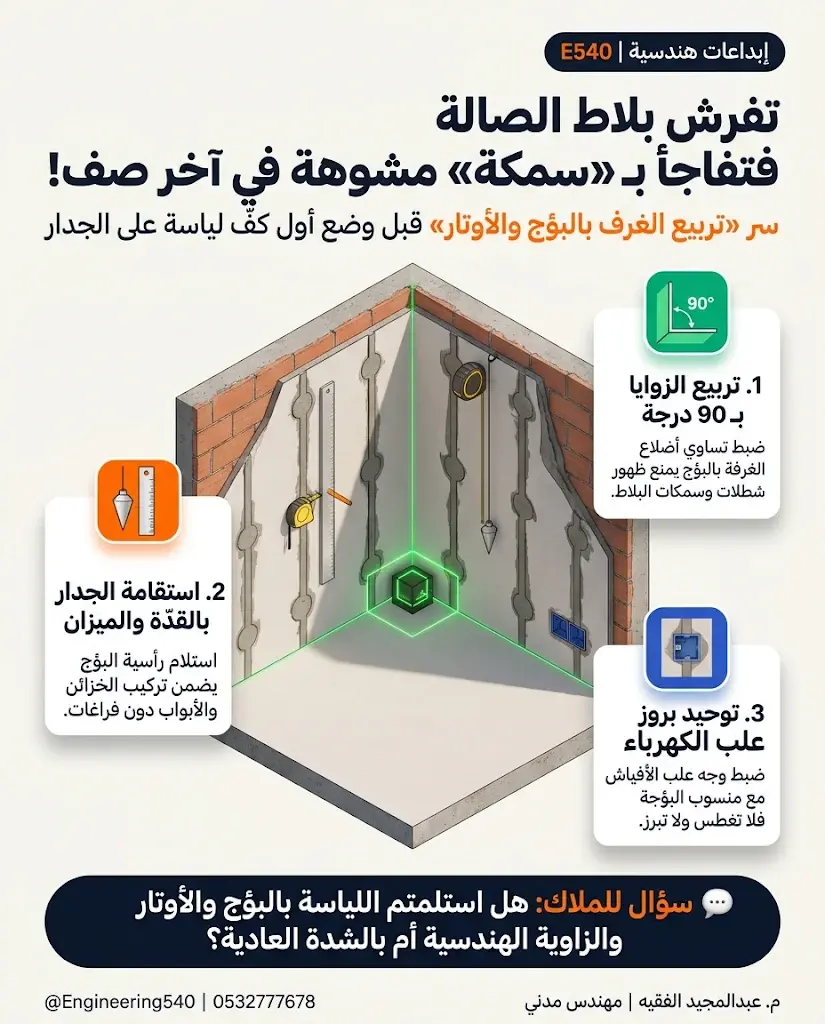 إبداعات هندسية | E540
تفرش بلاط الصالة
فتفاجأ بـ «سمكة» مشوهة في آخر صف!
سر «تربيع الغرف بالبؤج والأوتار» قبل وضع أول كفّ لياسة على الجدار
90°
1. تربيع الزوايا
بـ 90 درجة
ضبط تساوي أضلاع
الغرفة بالبؤج يمنع ظهور
شطلات وسمكات البلاط.
2. استقامة الجدار
بالقدّة والميزان
استلام رأسية البؤج
يضمن تركيب الخزائن
والأبواب دون فراغات.
3. توحيد بروز
علب الكهرباء
ضبط وجه علب الأفياش
مع منسوب البؤجة
فلا تغطس ولا تبرز.
💬 سؤال للملاك: هل استلمتم اللياسة بالبؤج والأوتار
والزاوية الهندسية أم بالشدة العادية؟
م. عبدالمجيد الفقيه | مهندس مدني
@Engineering540 | 0532777678